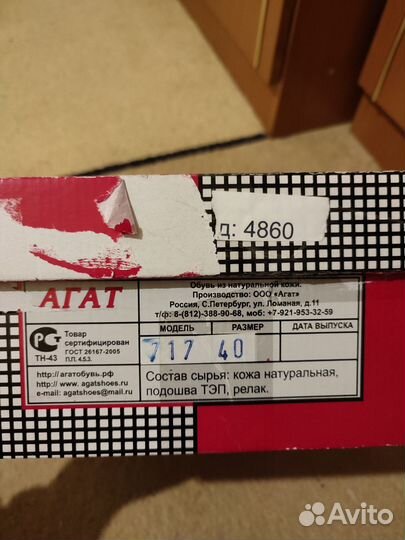 д: 4860
АГАТ
Обувь из натуральной кожи.
Производство: ООО «Агат»
Россия, С.Петербург, ул. Ломаная, д.11
т/ф: 8-(812)-388-90-68, моб: +7-921-953-32-59
РСТ
ТН-43
Товар
сертифицирован
ГОСТ 26167-2005
П.П. 4.5.3.
http://агатобувь.рф
http://www.agatshoes.ru
e-mail: agatshoes@mail.ru
МОДЕЛЬ РАЗМЕР ДАТА ВЫПУСКА
717 40
Состав сырья: кожа натуральная,
подошва ТЭП, релак.
Avito